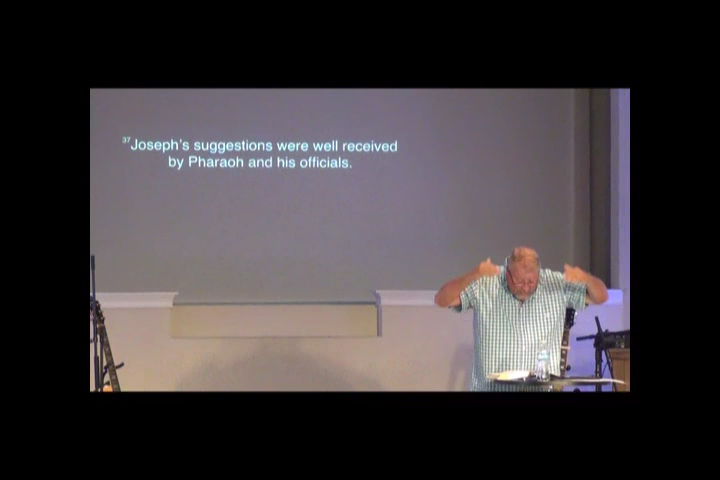 37Joseph's suggestions were well received
by Pharaoh and his officials.